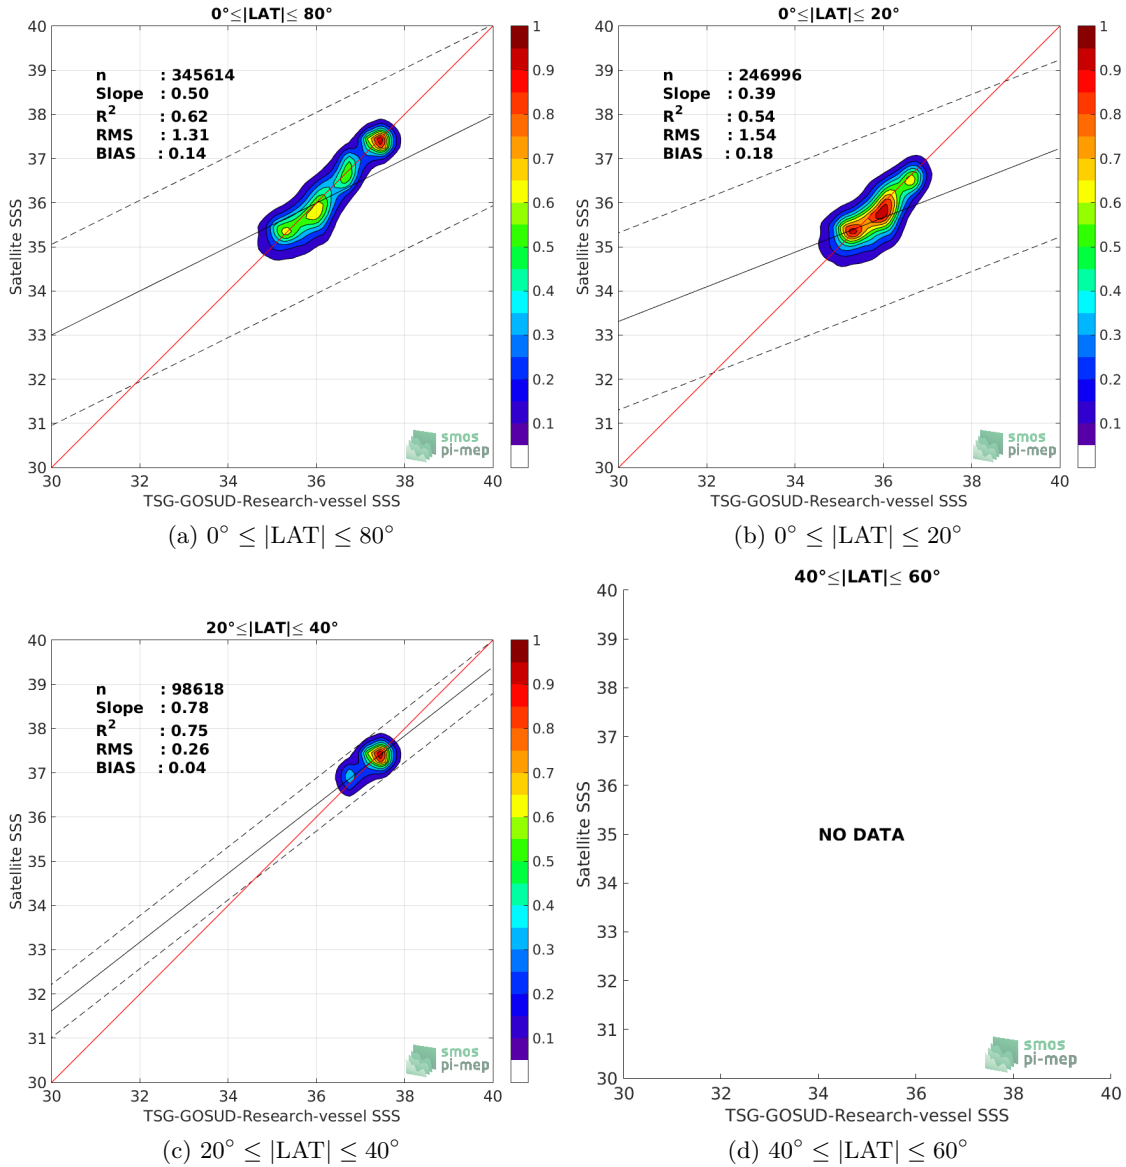 0°≤|LAT|≤ 80°
n : 345614
Slope : 0.50
R2 : 0.62
RMS : 1.31
BIAS : 0.14
40
39
38
37
36
35
34
33
32
31
30
Satellite SSS
30 32 34 36 38 40
TSG-GOSUD-Research-vessel SSS
1
0.9
0.8
0.7
0.6
0.5
0.4
0.3
0.2
0.1
smos
pi-mep
(a) 0° ≤ |LAT| ≤ 80°
0°≤|LAT|≤ 20°
n : 246996
Slope : 0.39
R2 : 0.54
RMS : 1.54
BIAS : 0.18
40
39
38
37
36
35
34
33
32
31
30
Satellite SSS
30 32 34 36 38 40
TSG-GOSUD-Research-vessel SSS
1
0.9
0.8
0.7
0.6
0.5
0.4
0.3
0.2
0.1
smos
pi-mep
(b) 0° ≤ |LAT| ≤ 20°
20°≤|LAT|≤ 40°
n : 98618
Slope : 0.78
R2 : 0.75
RMS : 0.26
BIAS : 0.04
40
39
38
37
36
35
34
33
32
31
30
Satellite SSS
30 32 34 36 38 40
TSG-GOSUD-Research-vessel SSS
1
0.9
0.8
0.7
0.6
0.5
0.4
0.3
0.2
0.1
smos
pi-mep
(c) 20° ≤ |LAT| ≤ 40°
40°≤|LAT|≤ 60°
40
39
38
37
36
35
34
33
32
31
30
Satellite SSS
NO DATA
30 32 34 36 38 40
TSG-GOSUD-Research-vessel SSS
smos
pi-mep
(d) 40° ≤ |LAT| ≤ 60°